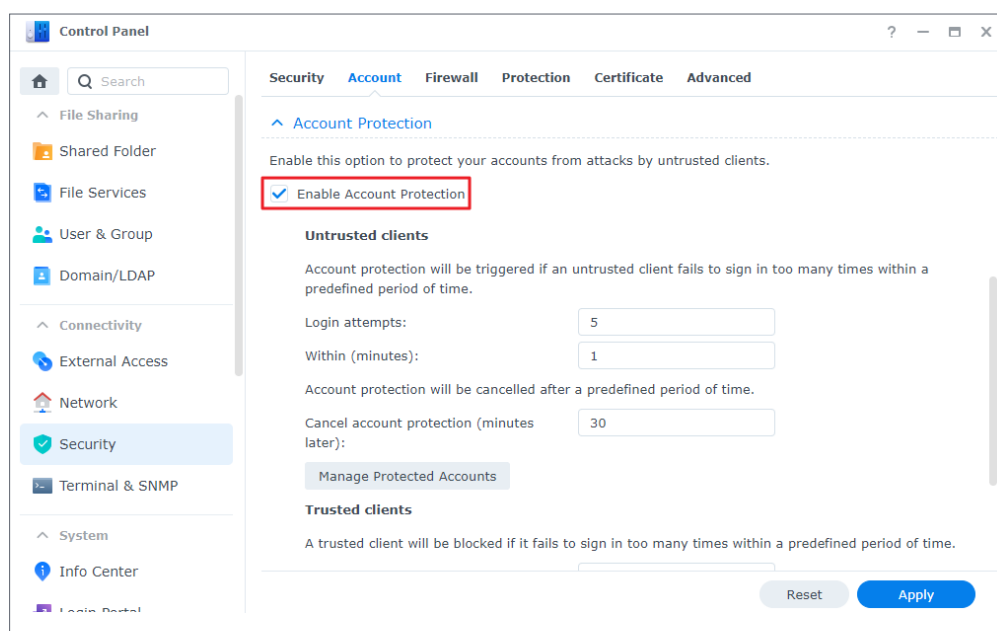 Control Panel
?
Search
File Sharing
Shared Folder
File Services
User & Group
Domain/LDAP
Connectivity
External Access
Network
Security
Terminal & SNMP
System
Info Center
Login Portal
Security Account Firewall Protection Certificate Advanced
Account Protection
Enable this option to protect your accounts from attacks by untrusted clients.
Enable Account Protection
Untrusted clients
Account protection will be triggered if an untrusted client fails to sign in too many times within a
predefined period of time.
Login attempts: 5
Within (minutes): 1
Account protection will be cancelled after a predefined period of time.
Cancel account protection (minutes 30
later):
Manage Protected Accounts
Trusted clients
A trusted client will be blocked if it fails to sign in too many times within a predefined period of time.
Reset Apply